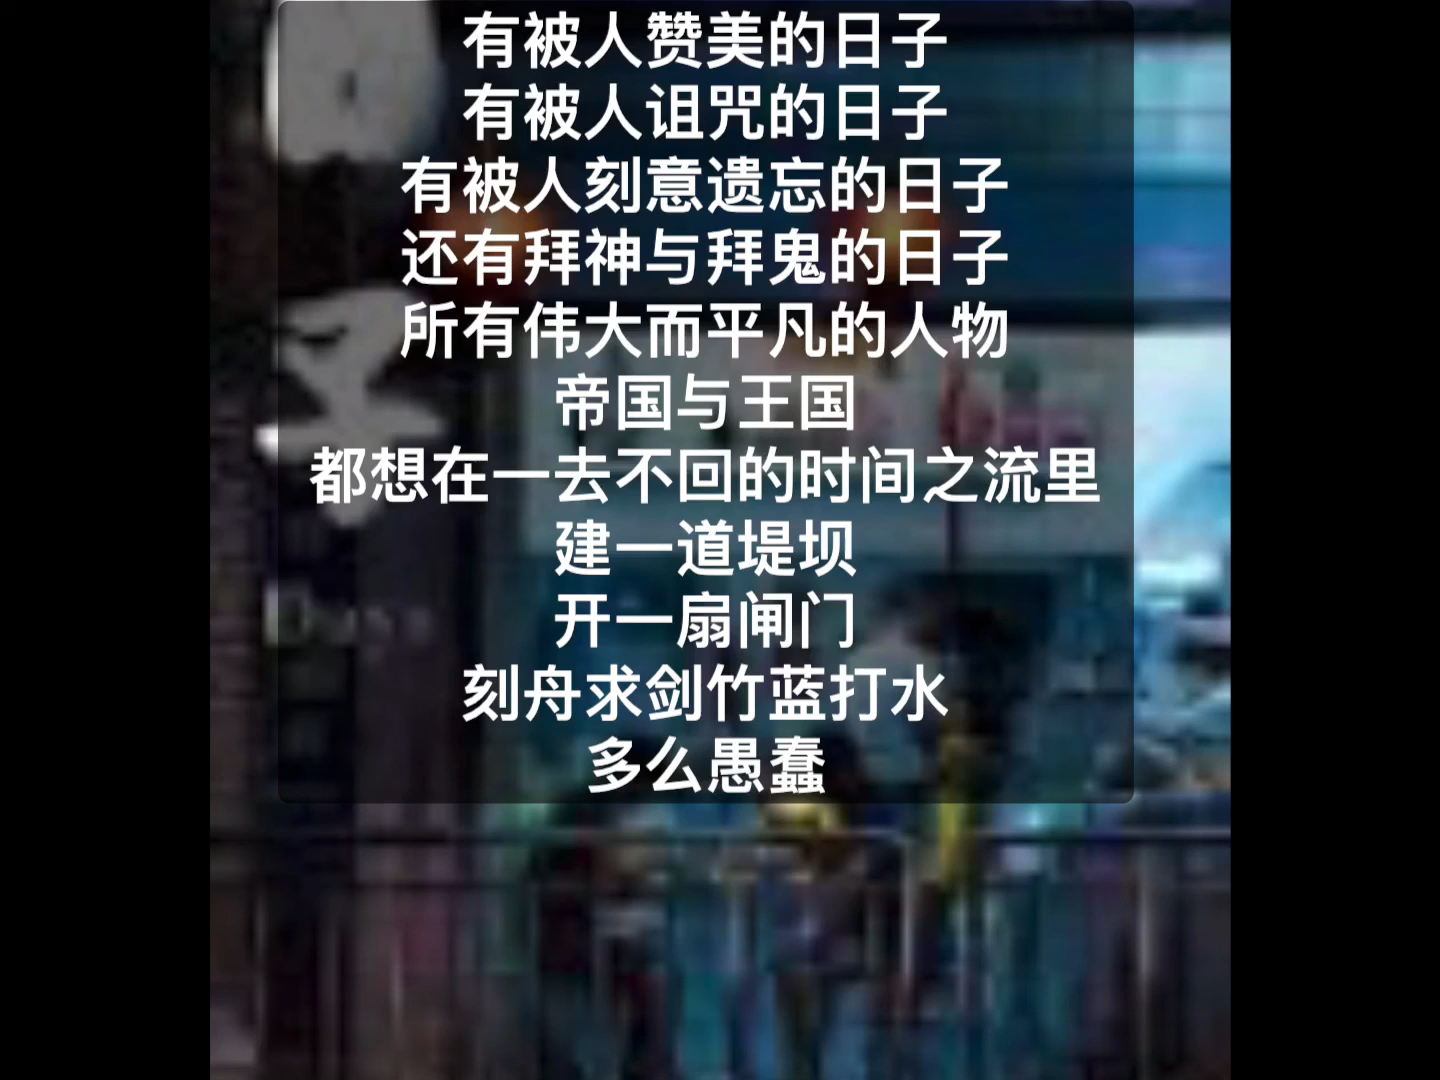 有被人赞美的日子
有被人诅咒的日子
有被人刻意遗忘的日子
还有拜神与拜鬼的日子
所有伟大而平凡的人物
帝国与王国
都想在一去不回的时间之流里
建一道堤坝
开一扇闸门
刻舟求剑竹蓝打水
多么愚蠢